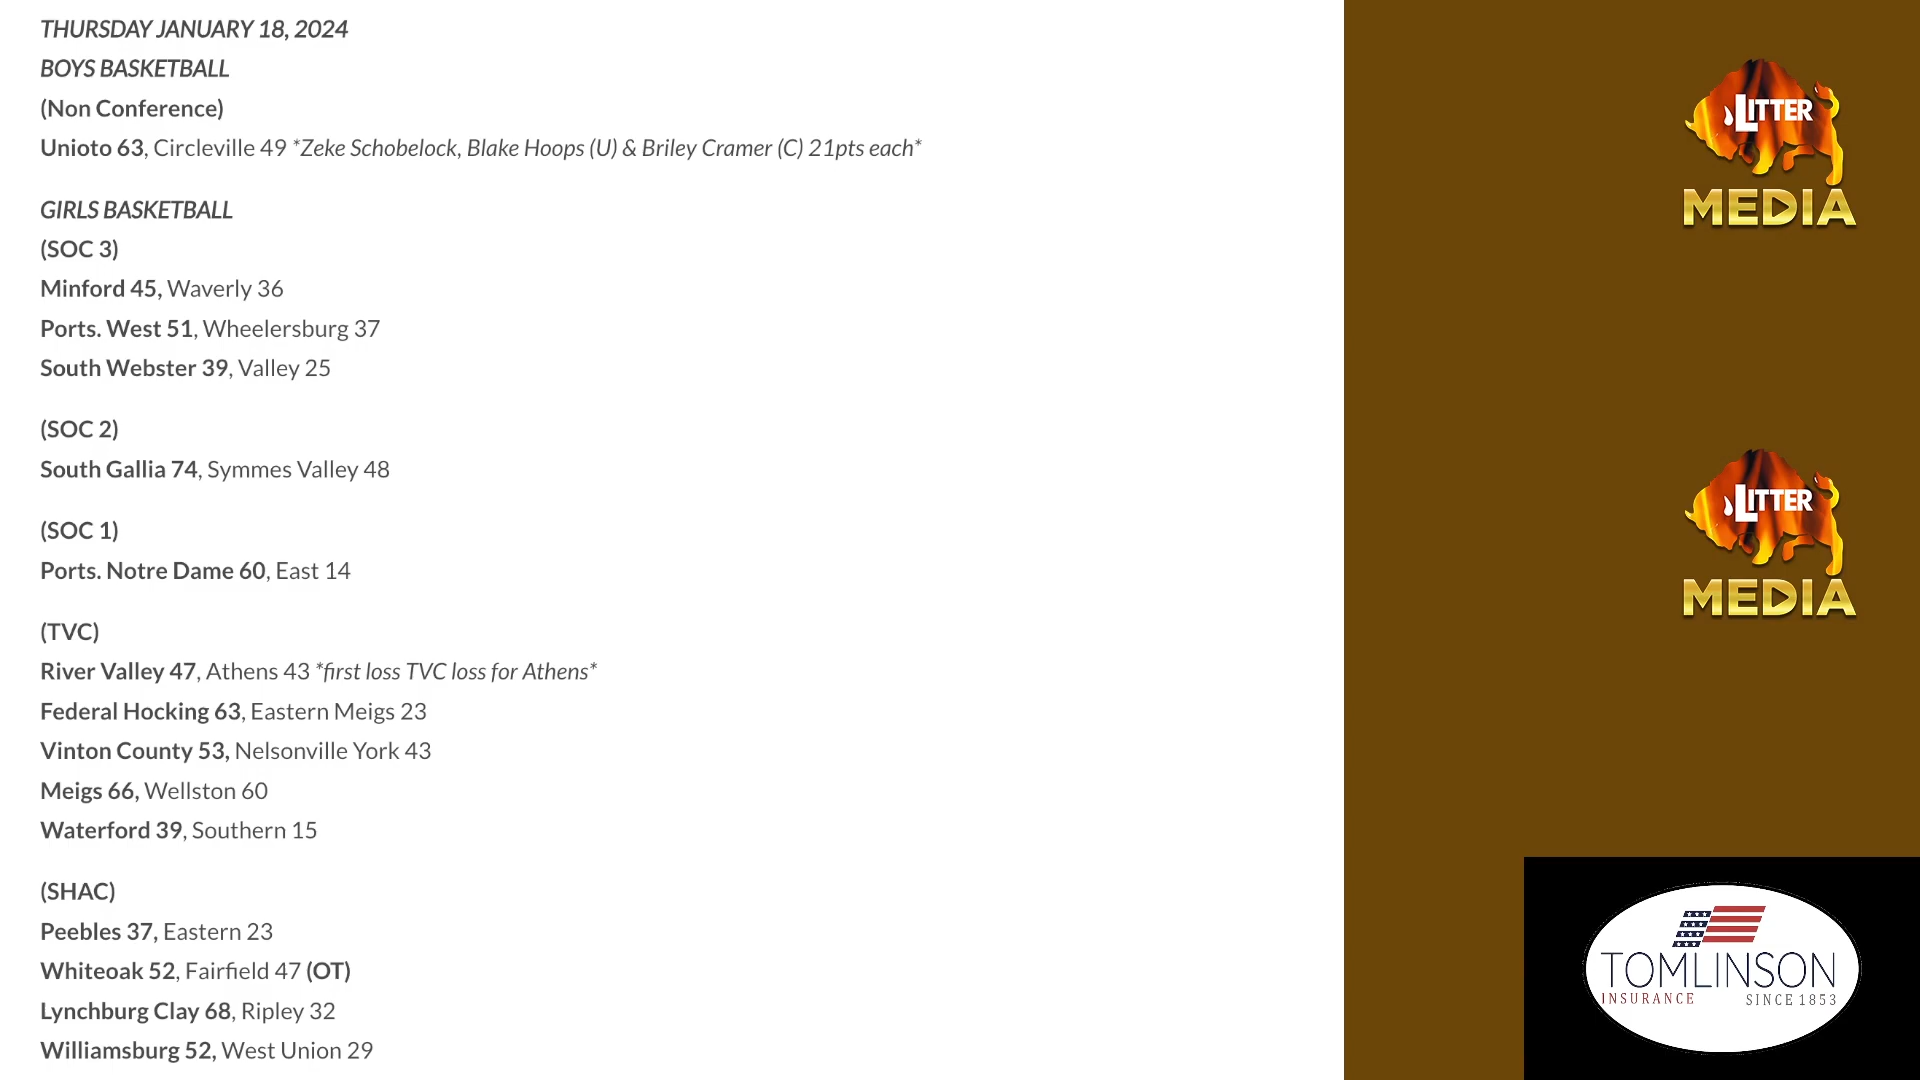 THURSDAY JANUARY 18, 2024
BOYS BASKETBALL
(Non Conference)
Unioto 63, Circleville 49 *Zeke Schobelock, Blake Hoops (U) & Briley Cramer (C) 21pts each*
GIRLS BASKETBALL
(SOC 3)
Minford 45, Waverly 36
Ports. West 51, Wheelersburg 37
South Webster 39, Valley 25
(SOC 2)
South Gallia 74, Symmes Valley 48
(SOC 1)
Ports. Notre Dame 60, East 14
(TVC)
River Valley 47, Athens 43 *first loss TVC loss for Athens*
Federal Hocking 63, Eastern Meigs 23
Vinton County 53, Nelsonville York 43
Meigs 66, Wellston 60
Waterford 39, Southern 15
(SHAC)
Peebles 37, Eastern 23
Whiteoak 52, Fairfield 47 (OT)
Lynchburg Clay 68, Ripley 32
Williamsburg 52, West Union 29
LITTER
MEDIA
LITTER
MEDIA
TOMLINSON
INSURANCE SINCE 1853